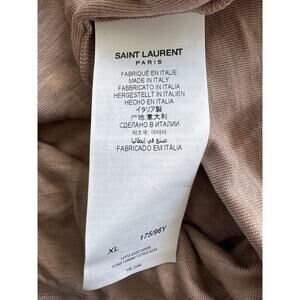 SAINT LAURENT
PARIS
FABRIQUÉ EN ITALIE
MADE IN ITALY
FABBRICATO IN ITALIA
HERGESTELLT IN ITALIEN
HECHO EN ITALIA
イタリア製
产地 意大利
СДЕЛАНО В ИТАЛИИ
제조국 이태리
صنع في إيطاليا
FABRICADO EM ITÁLIA
XL 175/96Y